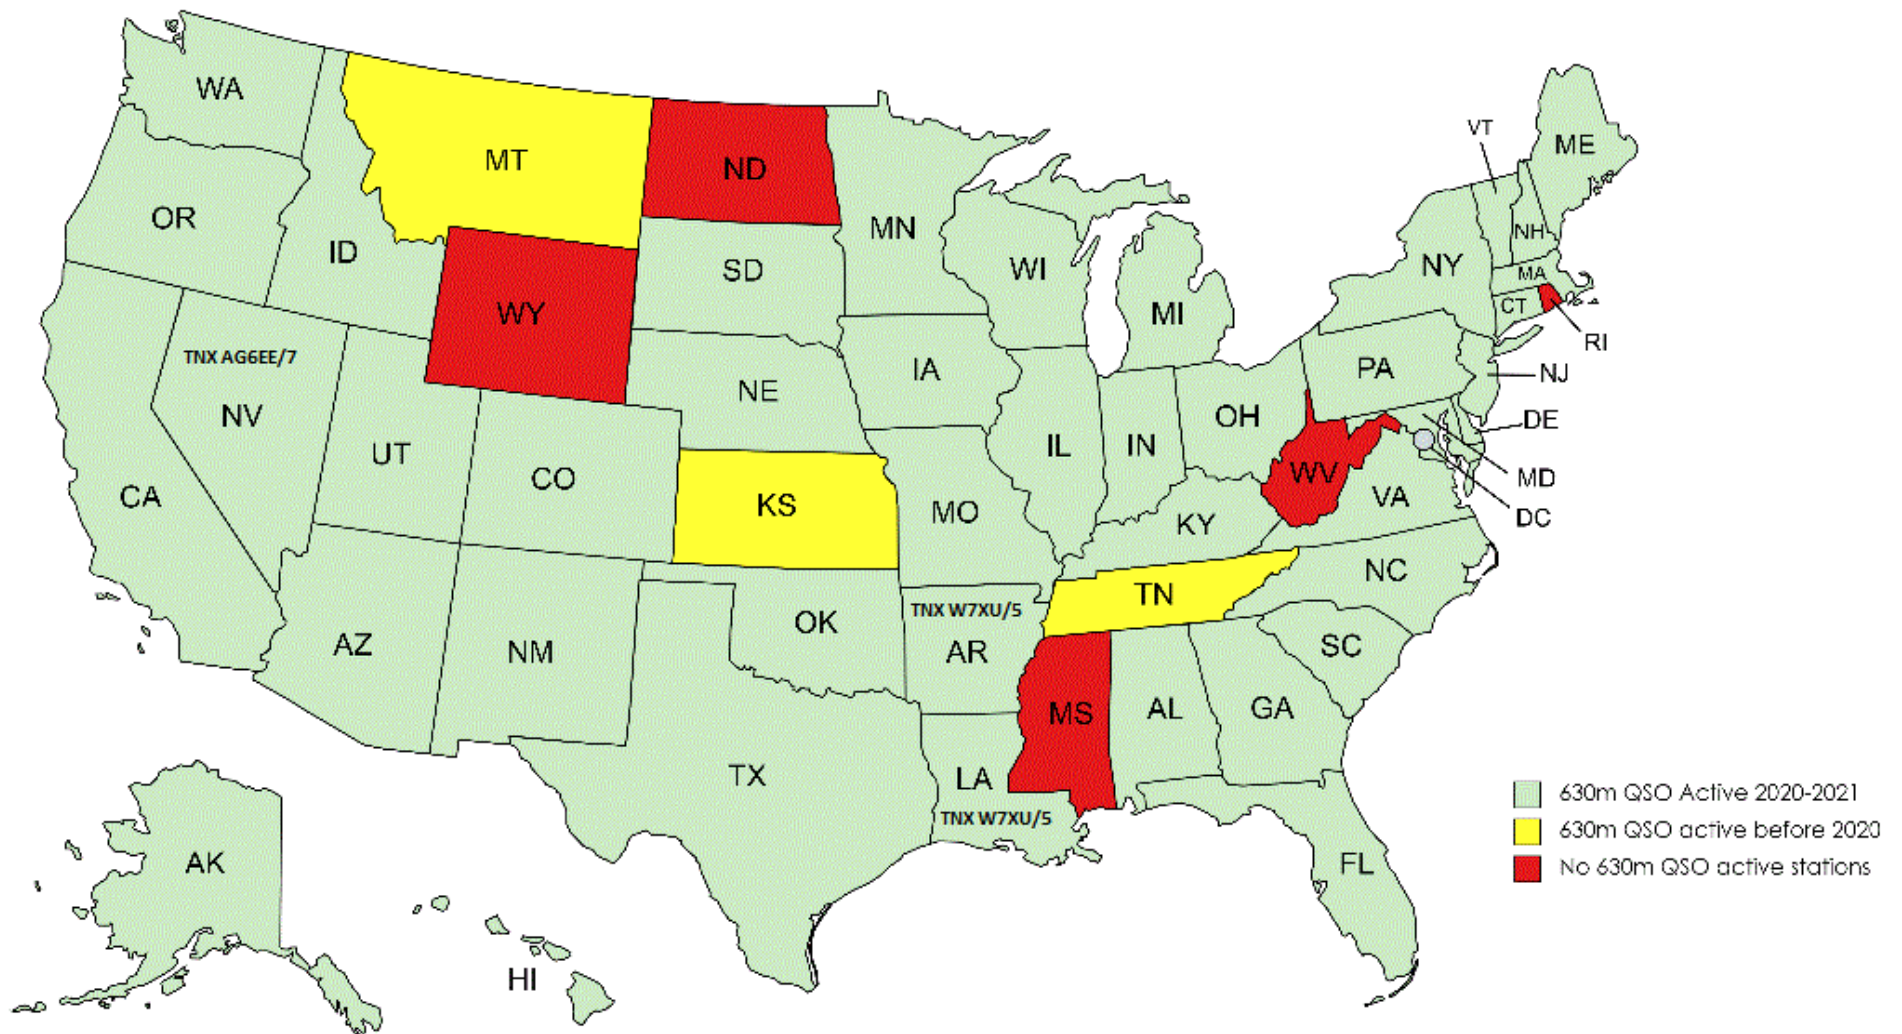 WA
VT
ME
MT
ND
OR
MN
NH
ID
NY
SD
WI
MA
CT
WY
MI
RI
TNX AG6EE/7
IA
PA
NJ
NE
NV
OH
DE
UT
IL
IN
CO
WV
MD
CA
KS
VA
MO
DC
KY
NC
TN
TNX W7XU/5
OK
AZ
NM
AR
SC
MS
AL
GA
TX
LA
630m QSO Active 2020-2021
TNX W7XU/5
630m QSO active before 2020
AK
FL
No 630m QSO active stations
HI